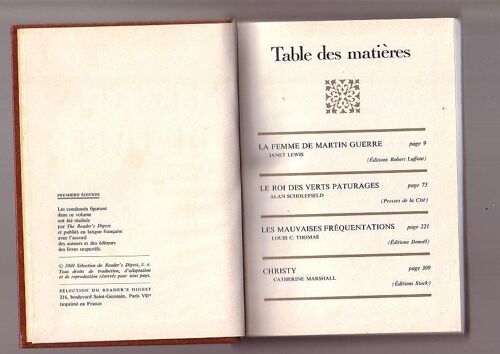 PREMIÈRE ÉDITION
Les condensés figurant
dans ce volume
ont été réalisés
par The Reader's Digest
et publiés en langue française
avec l'accord
des auteurs et des éditeurs
des livres respectifs.
© 1969 Sélection du Reader's Digest, S. A.
Tous droits de traduction, d'adaptation
et de reproduction réservés pour tous pays.
SÉLECTION DU READER'S DIGEST
216, boulevard Saint-Germain, Paris VIIe
Imprimé en France
Table des matières
LA FEMME DE MARTIN GUERRE page 9
JANET LEWIS
(Éditions Robert Laffont)
LE ROI DES VERTS PATURAGES page 75
ALAN SCHOLEFIELD
(Presses de la Cité)
LES MAUVAISES FRÉQUENTATIONS page 221
LOUIS C. THOMAS
(Éditions Denoël)
CHRISTY page 309
CATHERINE MARSHALL
(Éditions Stock)